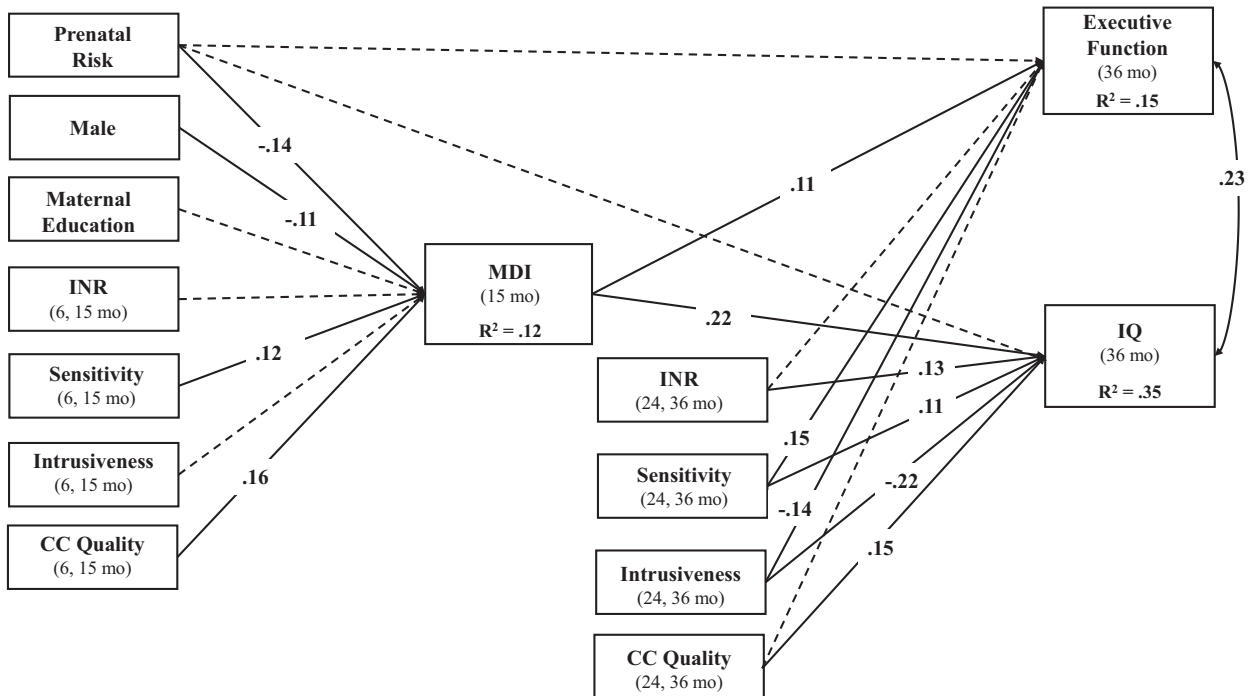 Prenatal
Risk
Male
Maternal
Education
INR
(6, 15 mo)
Sensitivity
(6, 15 mo)
Intrusiveness
(6, 15 mo)
CC Quality
(6, 15 mo)
-.14
-.11
.12
.16
MDI
(15 mo)
R² = .12
.11
.22
INR
(24, 36 mo)
Sensitivity
(24, 36 mo)
Intrusiveness
(24, 36 mo)
CC Quality
(24, 36 mo)
.13
.11
.15
-.22
-.14
.15
Executive
Function
(36 mo)
R² = .15
.23
IQ
(36 mo)
R² = .35